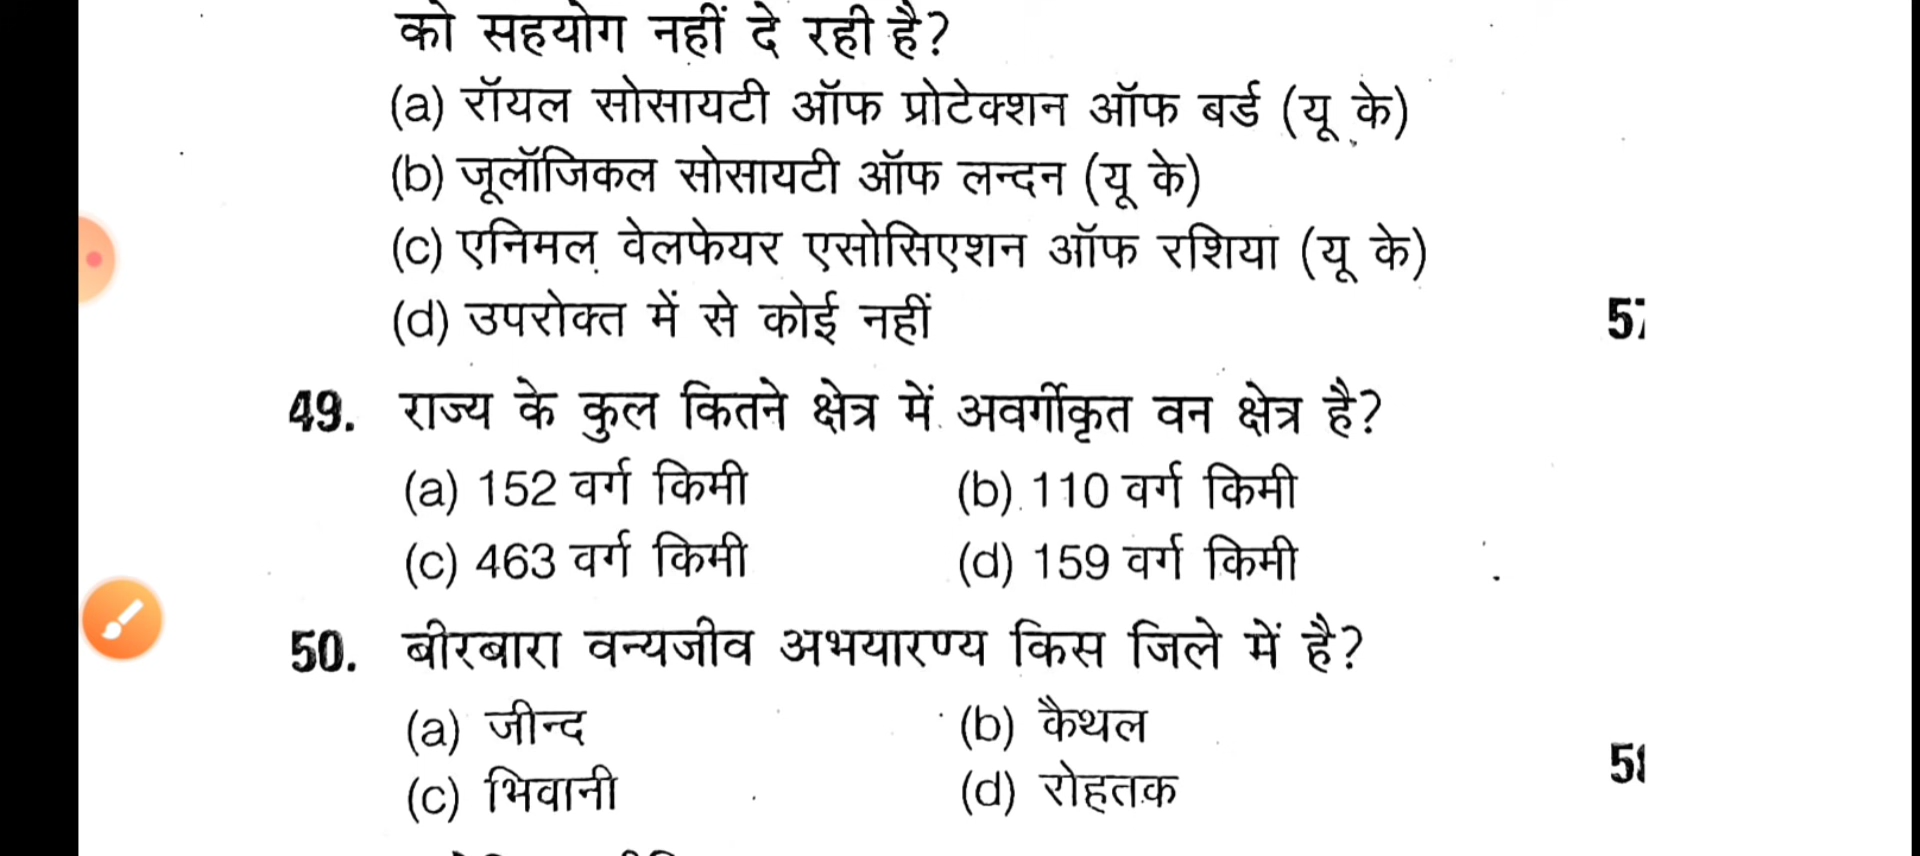 को सहयोग नहीं दे रही है?
(a) रॉयल सोसायटी ऑफ प्रोटेक्शन ऑफ बर्ड (यू के)
(b) जूलॉजिकल सोसायटी ऑफ लन्दन (यू के)
(c) एनिमल वेलफेयर एसोसिएशन ऑफ रशिया (यू के)
(d) उपरोक्त में से कोई नहीं
49. राज्य के कुल कितने क्षेत्र में अवर्गीकृत वन क्षेत्र है?
(a) 152 वर्ग किमी (b) 110 वर्ग किमी
(c) 463 वर्ग किमी (d) 159 वर्ग किमी
50. बीरबारा वन्यजीव अभयारण्य किस जिले में है?
(a) जीन्द (b) कैथल
(c) भिवानी (d) रोहतक